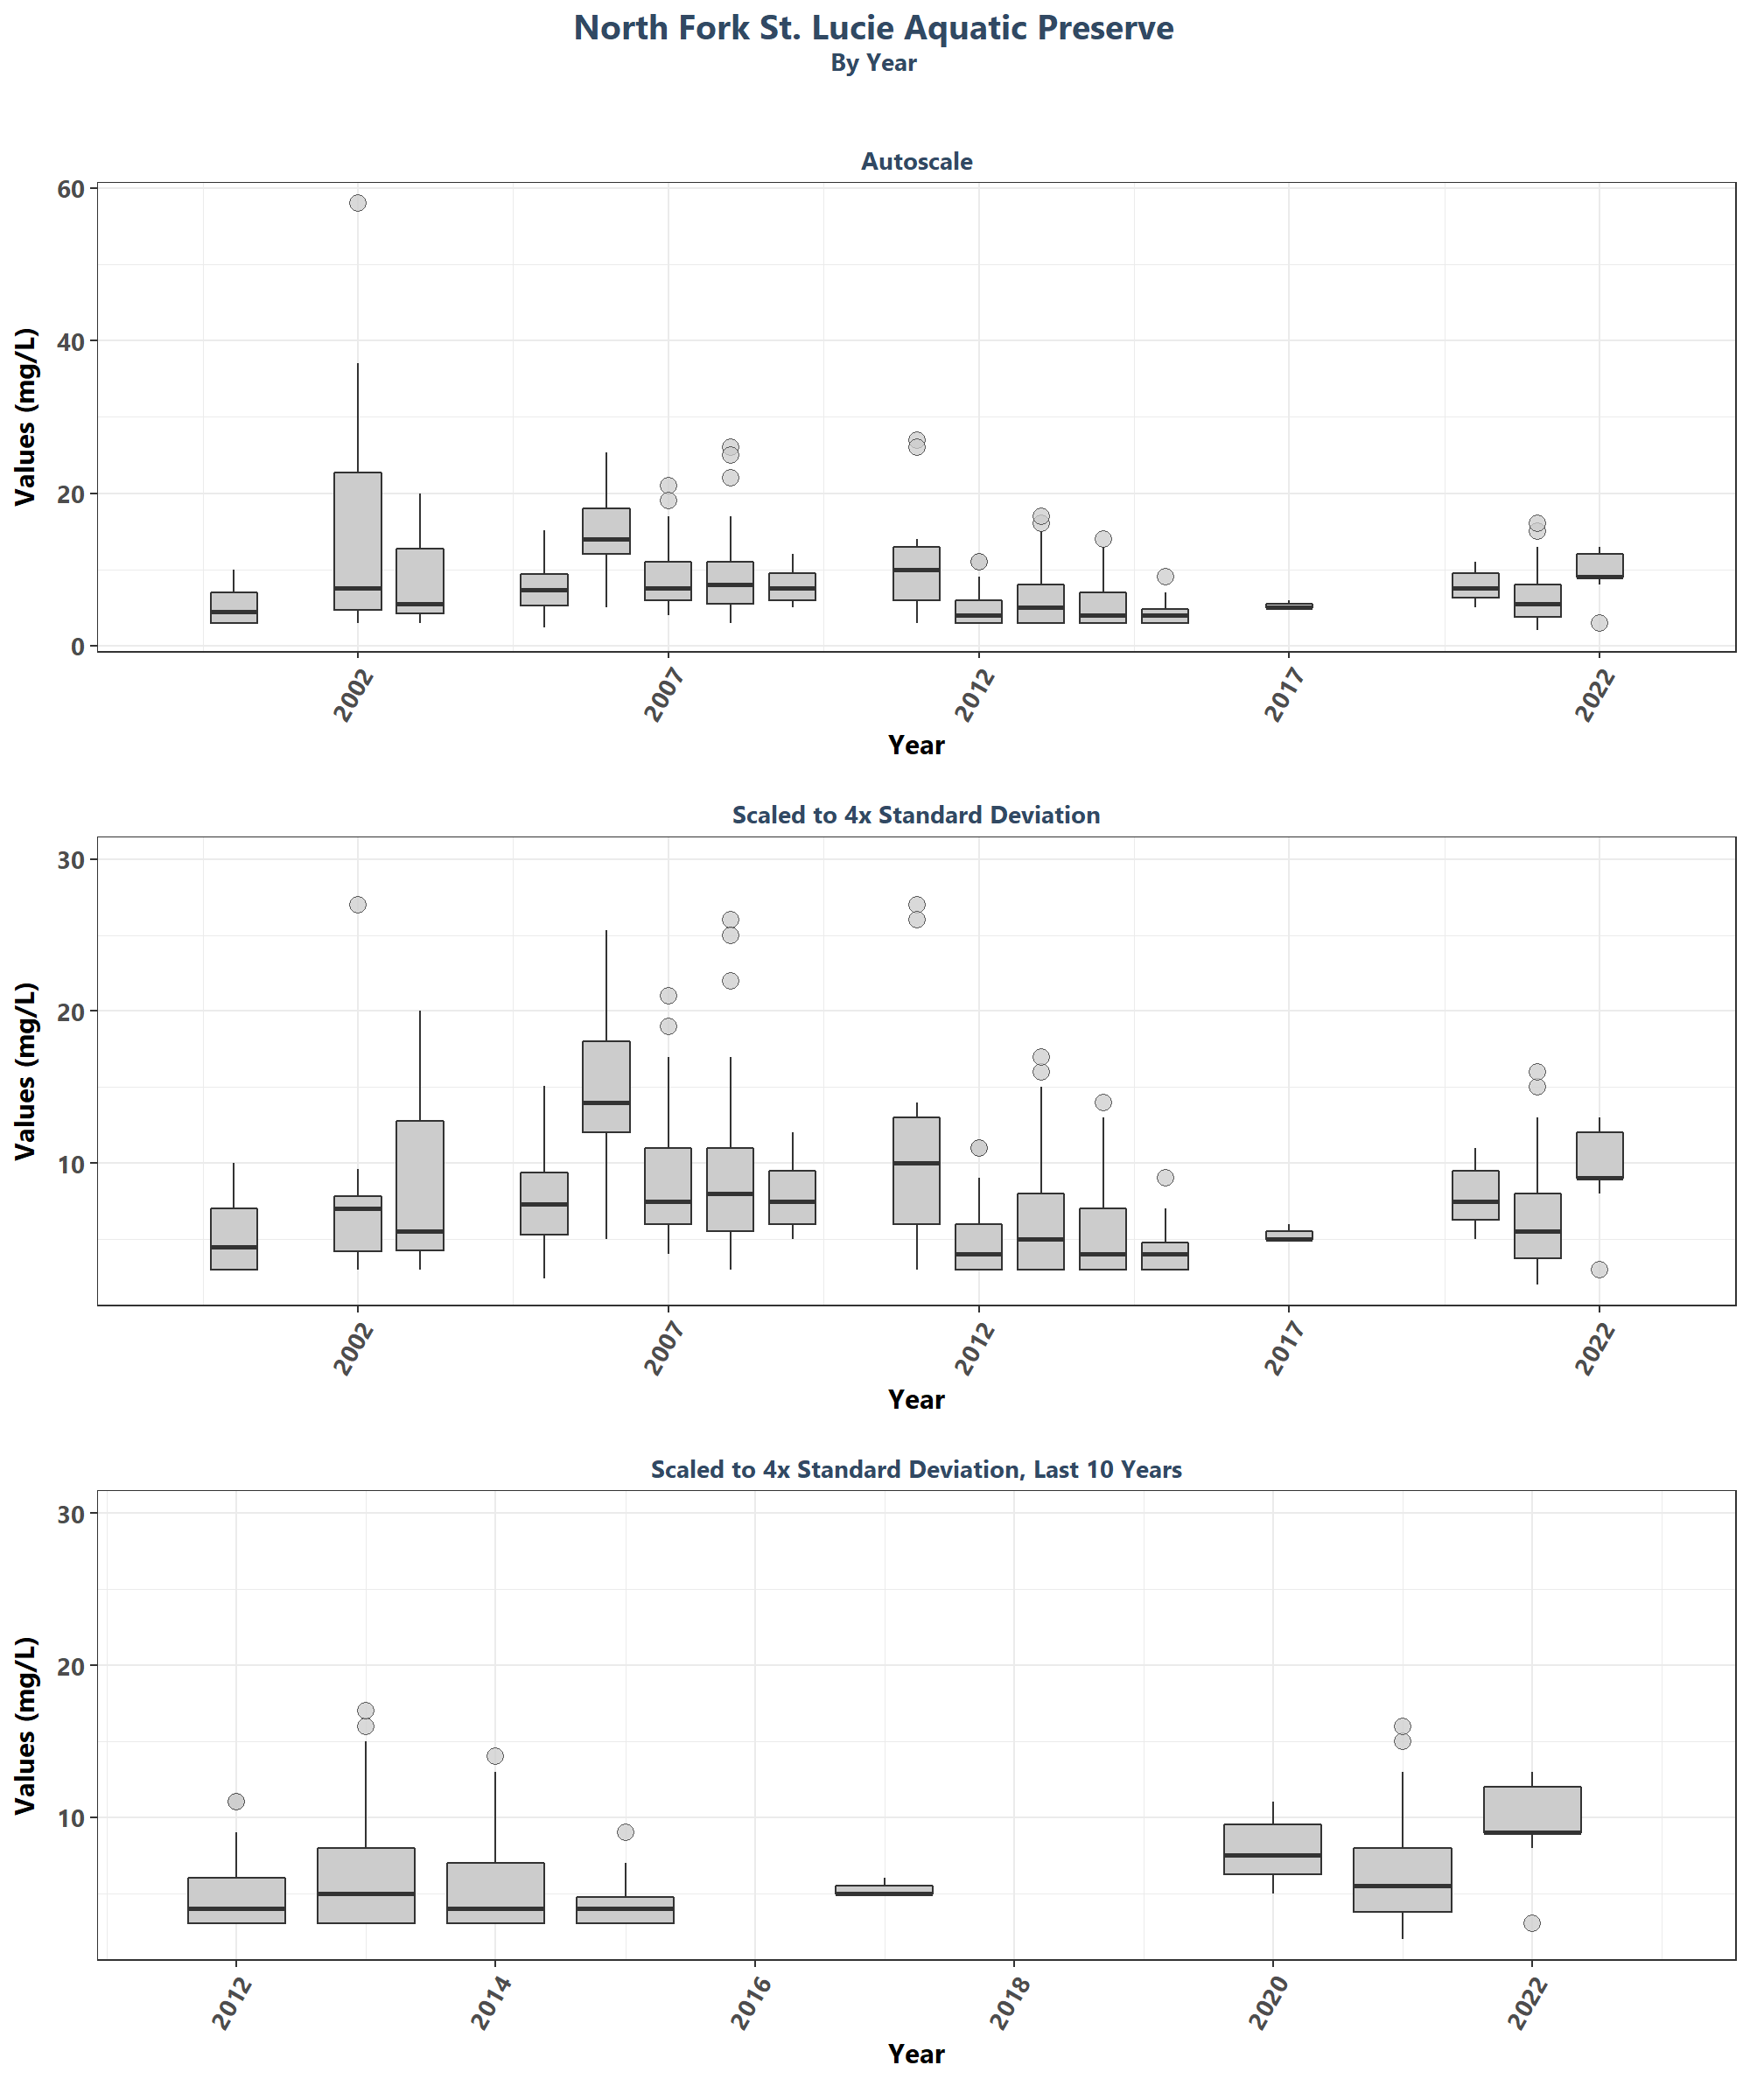 North Fork St. Lucie Aquatic Preserve
By Year
Autoscale
Values (mg/L)
60
40
20
0
2002
2007
2012
2017
2022
Year
Scaled to 4x Standard Deviation
Values (mg/L)
30
20
10
2002
2007
2012
2017
2022
Year
Scaled to 4x Standard Deviation, Last 10 Years
Values (mg/L)
30
20
10
2012
2014
2016
2018
2020
2022
Year